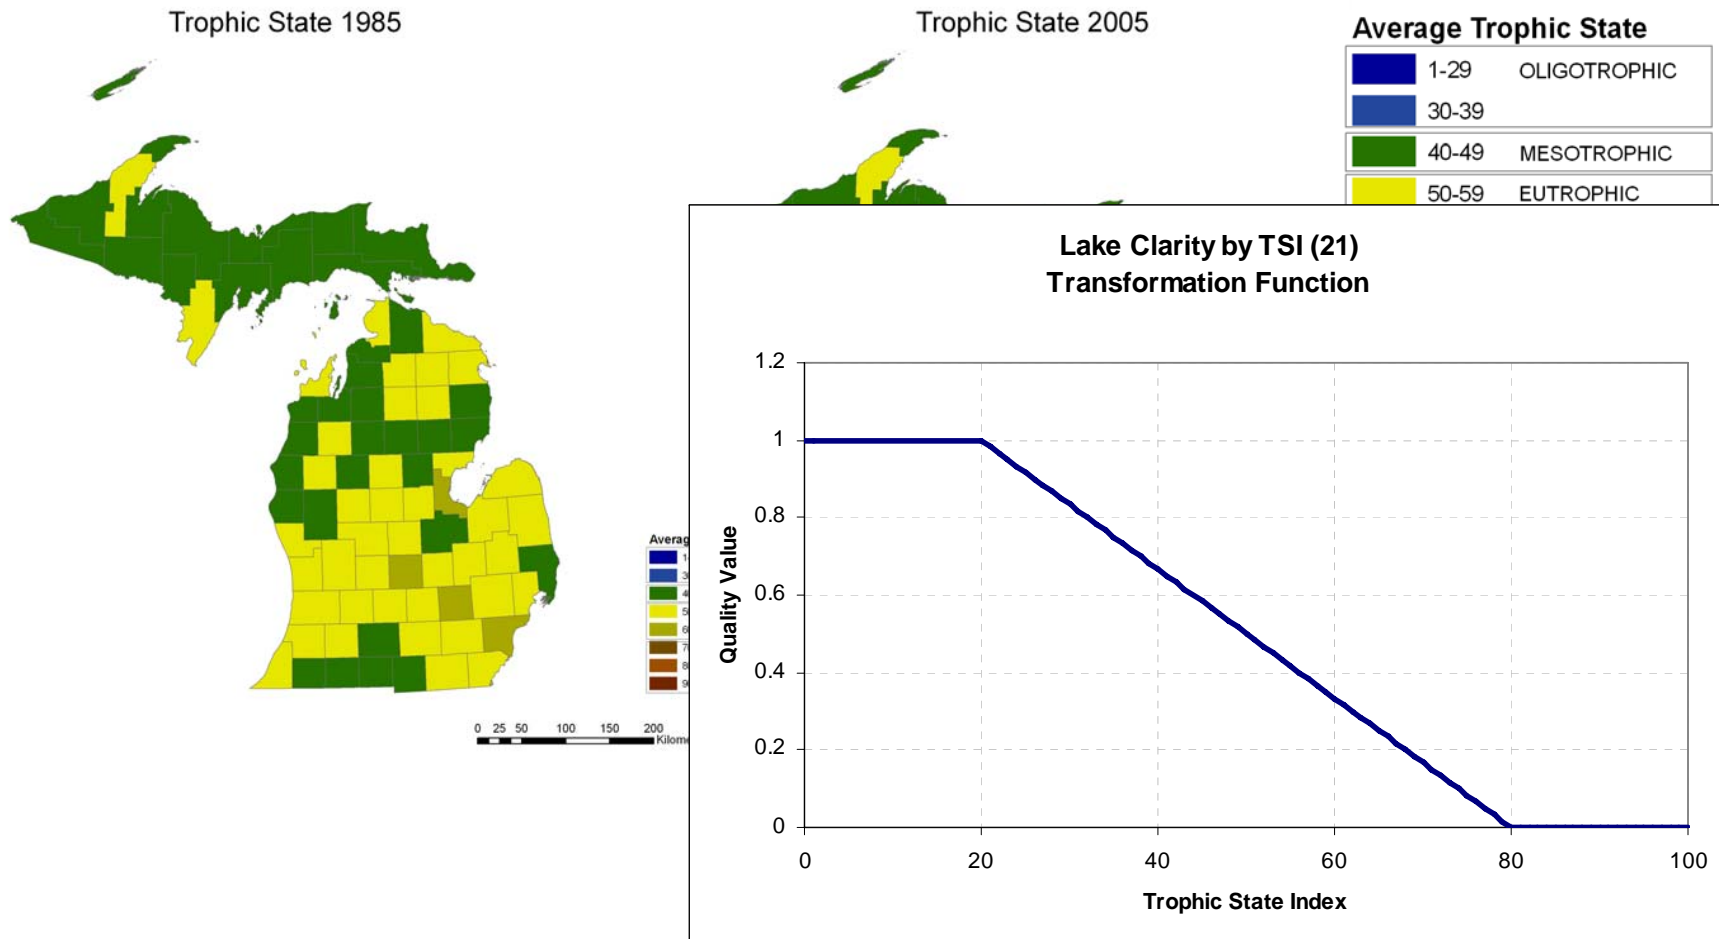 Trophic State 1985
Trophic State 2005
Average Trophic State
1-29 OLIGOTROPHIC
30-39
40-49 MESOTROPHIC
50-59 EUTROPHIC
Lake Clarity by TSI (21)
Transformation Function
1.2
1
0.8
0.6
0.4
0.2
0
Quality Value
0 20 40 60 80 100
Trophic State Index
Averag
0 25 50 100 150 200
Kilome